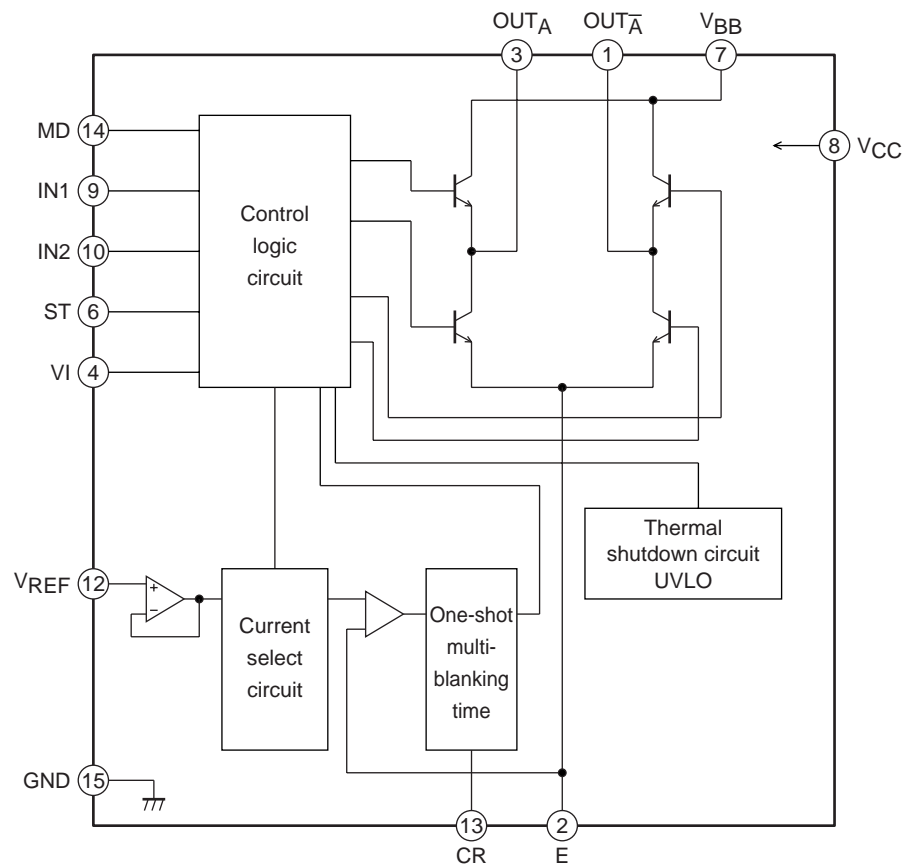 OUTA OUTA̅ VBB
3 1 7
MD 14
8 VCC
IN1 9
IN2 10
ST 6
VI 4
Control
logic
circuit
Thermal
shutdown circuit
UVLO
VREF 12
+
−
Current
select
circuit
One-shot
multi-
blanking
time
GND 15
13 2
CR E